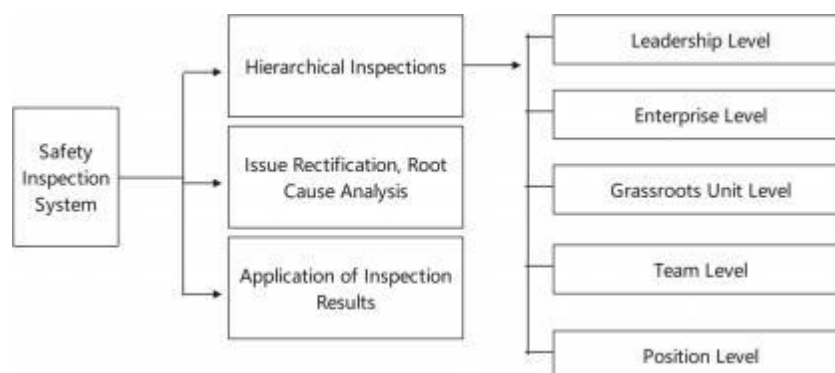 Safety
Inspection
System
Hierarchical Inspections
Issue Rectification, Root
Cause Analysis
Application of Inspection
Results
Leadership Level
Enterprise Level
Grassroots Unit Level
Team Level
Position Level